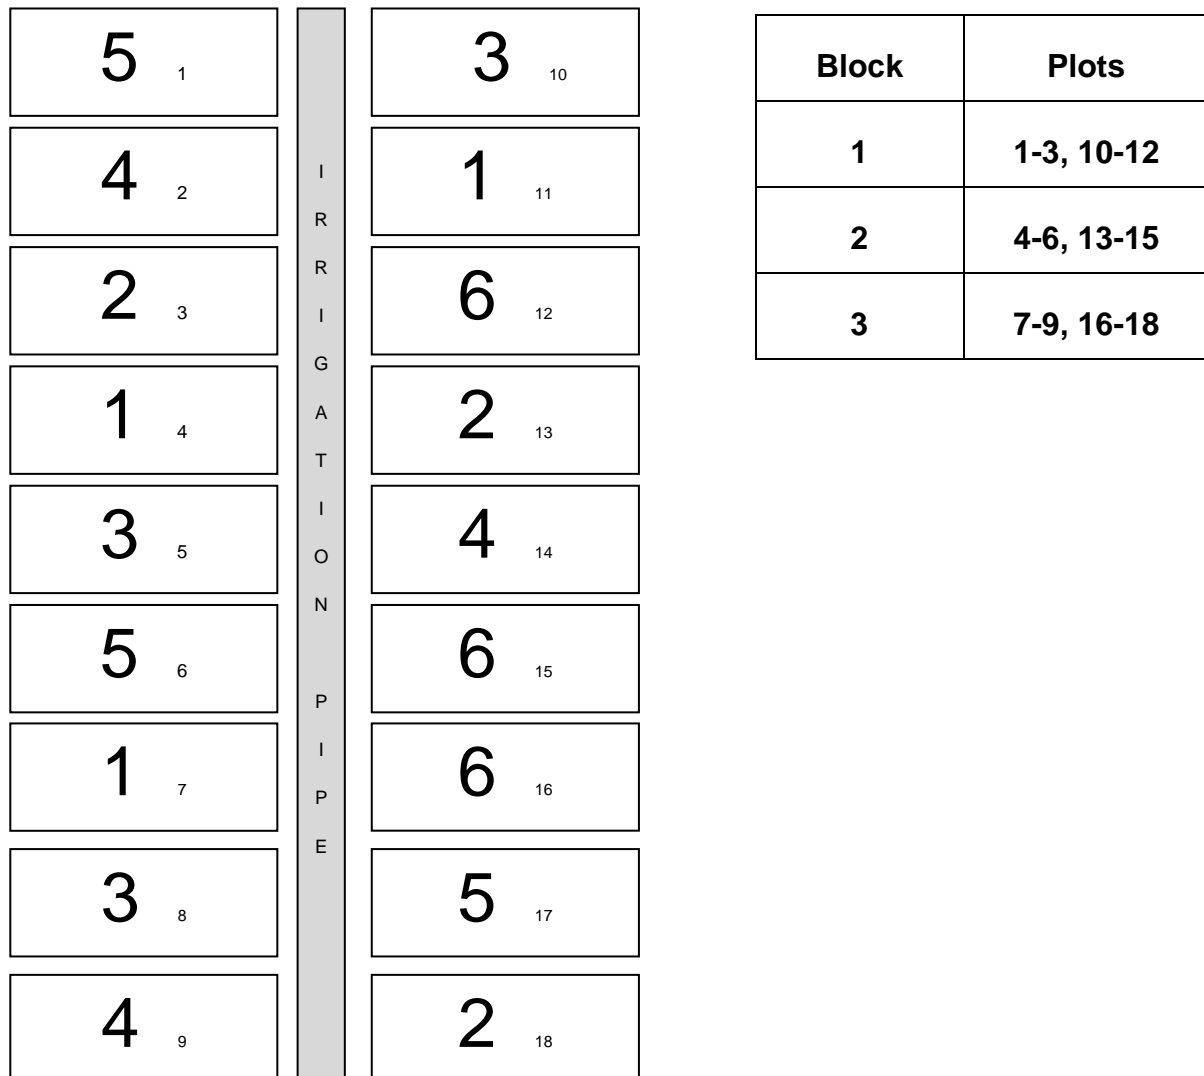 5 1
4 2
2 3
1 4
3 5
5 6
1 7
3 8
4 9
I
R
R
I
G
A
T
I
O
N
P
I
P
E
3 10
1 11
6 12
2 13
4 14
6 15
6 16
5 17
2 18
Block Plots
1 1-3, 10-12
2 4-6, 13-15
3 7-9, 16-18